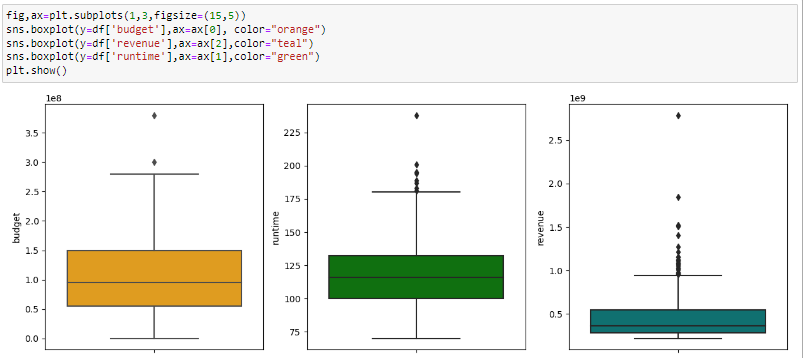 fig,ax=plt.subplots(1,3,figsize=(15,5))
sns.boxplot(y=df['budget'],ax=ax[0], color="orange")
sns.boxplot(y=df['revenue'],ax=ax[2],color="teal")
sns.boxplot(y=df['runtime'],ax=ax[1],color="green")
plt.show()
1e8
3.5
3.0
2.5
2.0
1.5
1.0
0.5
0.0
budget
225
200
175
150
125
100
75
runtime
1e9
2.5
2.0
1.5
1.0
0.5
revenue